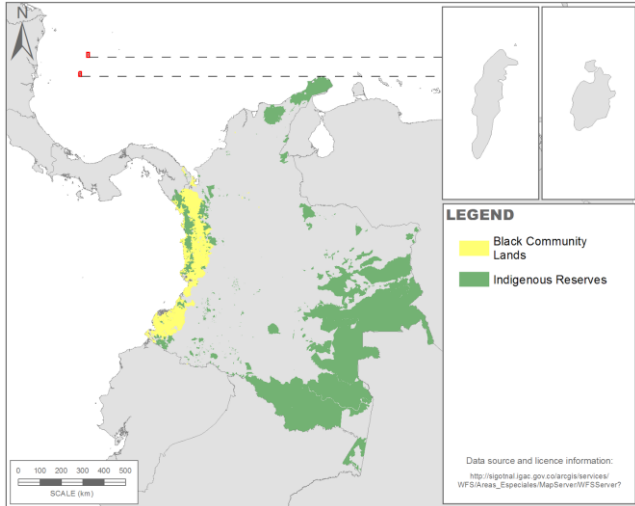 N
LEGEND
Black Community
Lands
Indigenous Reserves
0 100 200 300 400 500
SCALE (km)
Data source and licence information:
http://sigotnal.igac.gov.co/arcgis/services/
WFS/Areas_Especiales/MapServer/WFSServer?